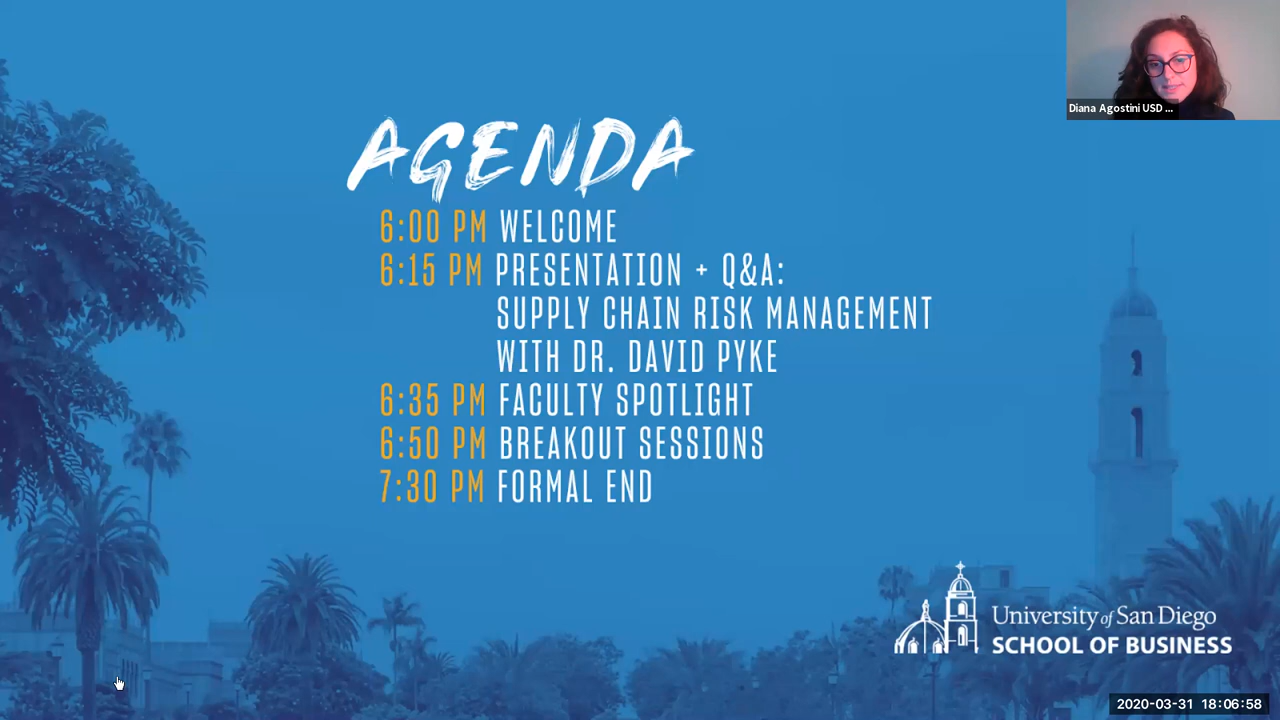 Diana Agostini USD ...
AGENDA
6:00 PM WELCOME
6:15 PM PRESENTATION + Q&A:
SUPPLY CHAIN RISK MANAGEMENT
WITH DR. DAVID PYKE
6:35 PM FACULTY SPOTLIGHT
6:50 PM BREAKOUT SESSIONS
7:30 PM FORMAL END
University of San Diego
SCHOOL OF BUSINESS
2020-03-31 18:06:58